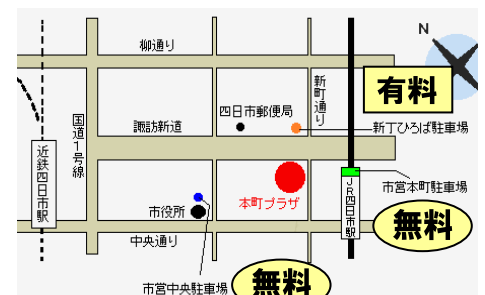 N
柳通り
有料
新町通り
四日市郵便局
国道1号線
諏訪新道
新丁ひろば駐車場
近鉄四日市駅
市営本町駐車場
JR四日市駅
本町プラザ
市役所
無料
中央通り
市営中央駐車場
無料